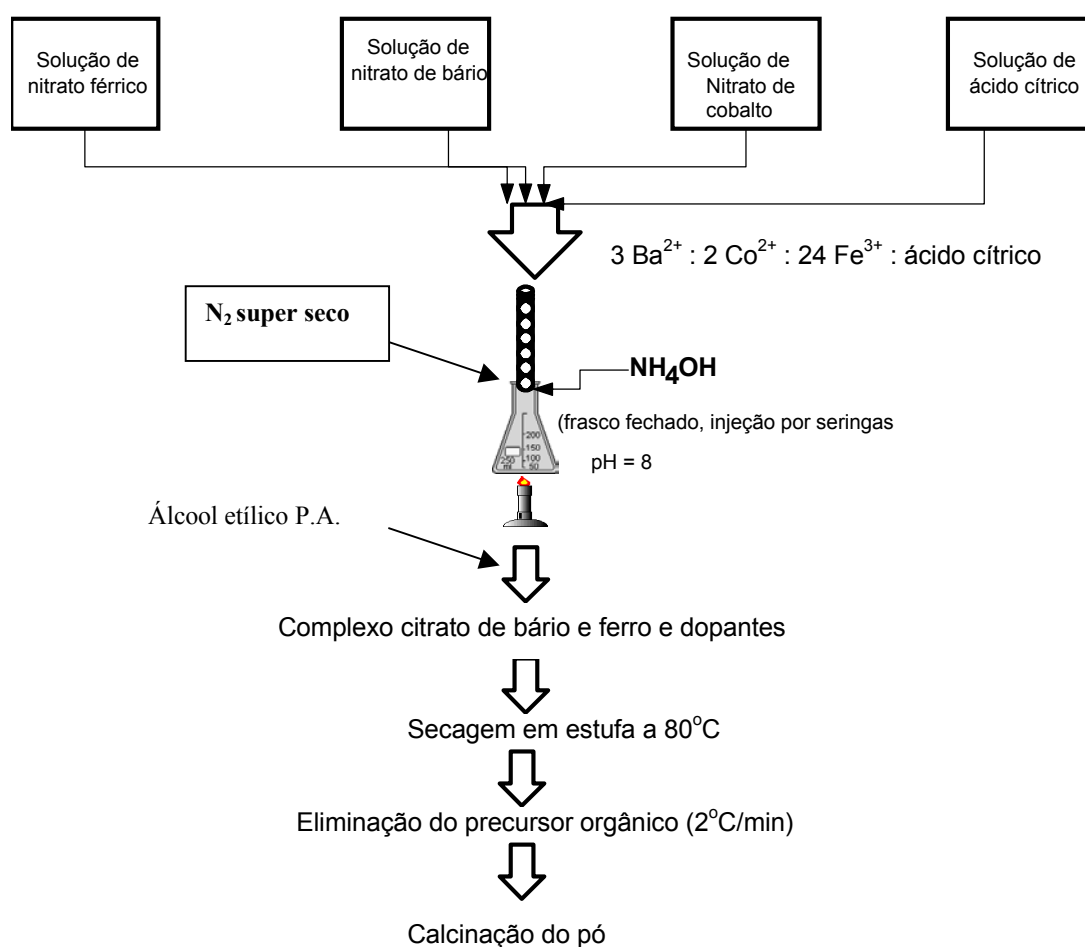 Solução de
nitrato férrico
Solução de
nitrato de bário
Solução de
Nitrato de
cobalto
Solução de
ácido cítrico
3 Ba²⁺ : 2 Co²⁺ : 24 Fe³⁺ : ácido cítrico
N₂ super seco
NH₄OH
(frasco fechado, injeção por seringas
pH = 8
200
150
250 100
ml 50
Álcool etílico P.A.
Complexo citrato de bário e ferro e dopantes
Secagem em estufa a 80°C
Eliminação do precursor orgânico (2°C/min)
Calcinação do pó